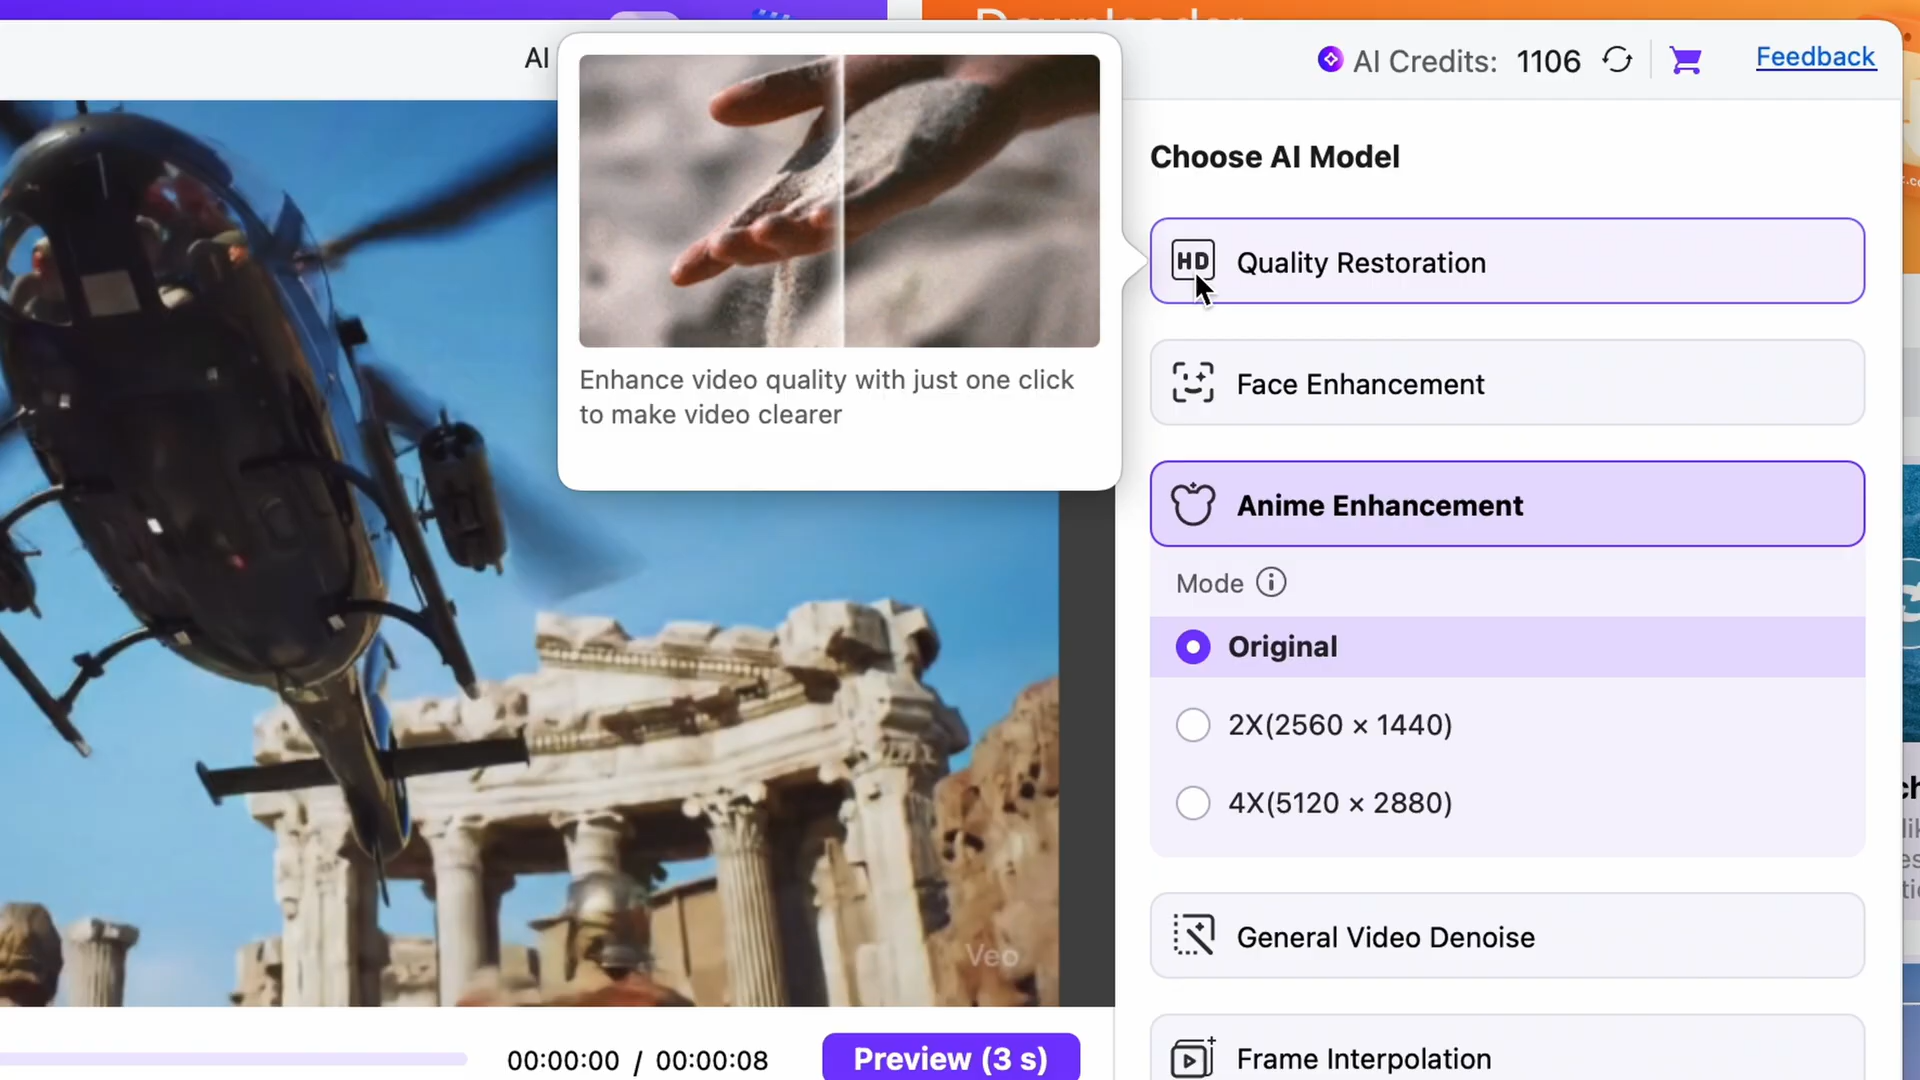 Downloader
AI
AI Credits: 1106
Feedback
Enhance video quality with just one click
to make video clearer
Choose AI Model
HD
Quality Restoration
Face Enhancement
Anime Enhancement
Mode
Original
2X(2560 × 1440)
4X(5120 × 2880)
General Video Denoise
Frame Interpolation
Veo
00:00:00 / 00:00:08
Preview (3 s)